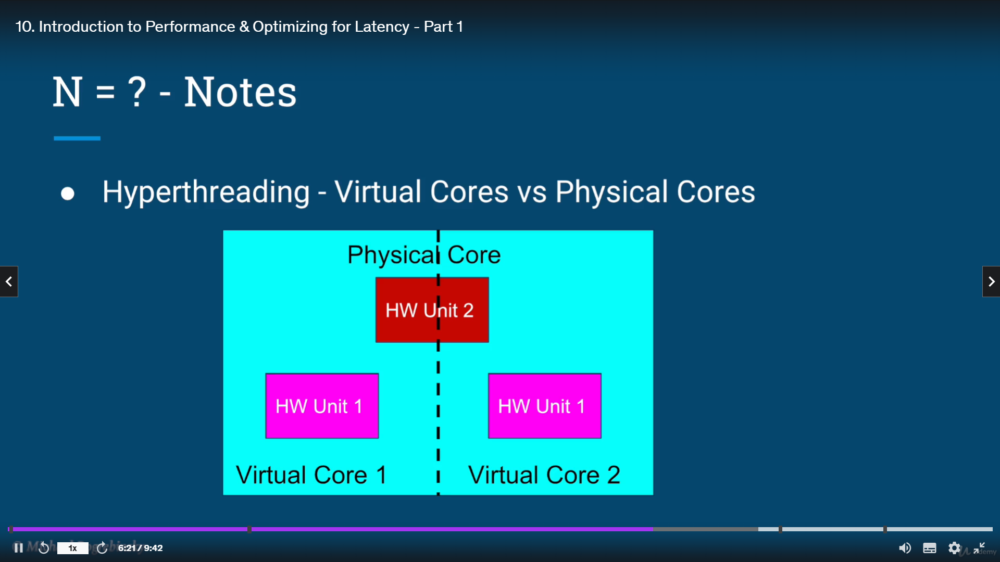 10. Introduction to Performance & Optimizing for Latency - Part 1
N = ? - Notes
Hyperthreading - Virtual Cores vs Physical Cores
Physical Core
HW Unit 2
HW Unit 1
HW Unit 1
Virtual Core 1
Virtual Core 2
1x
6:21 / 9:42